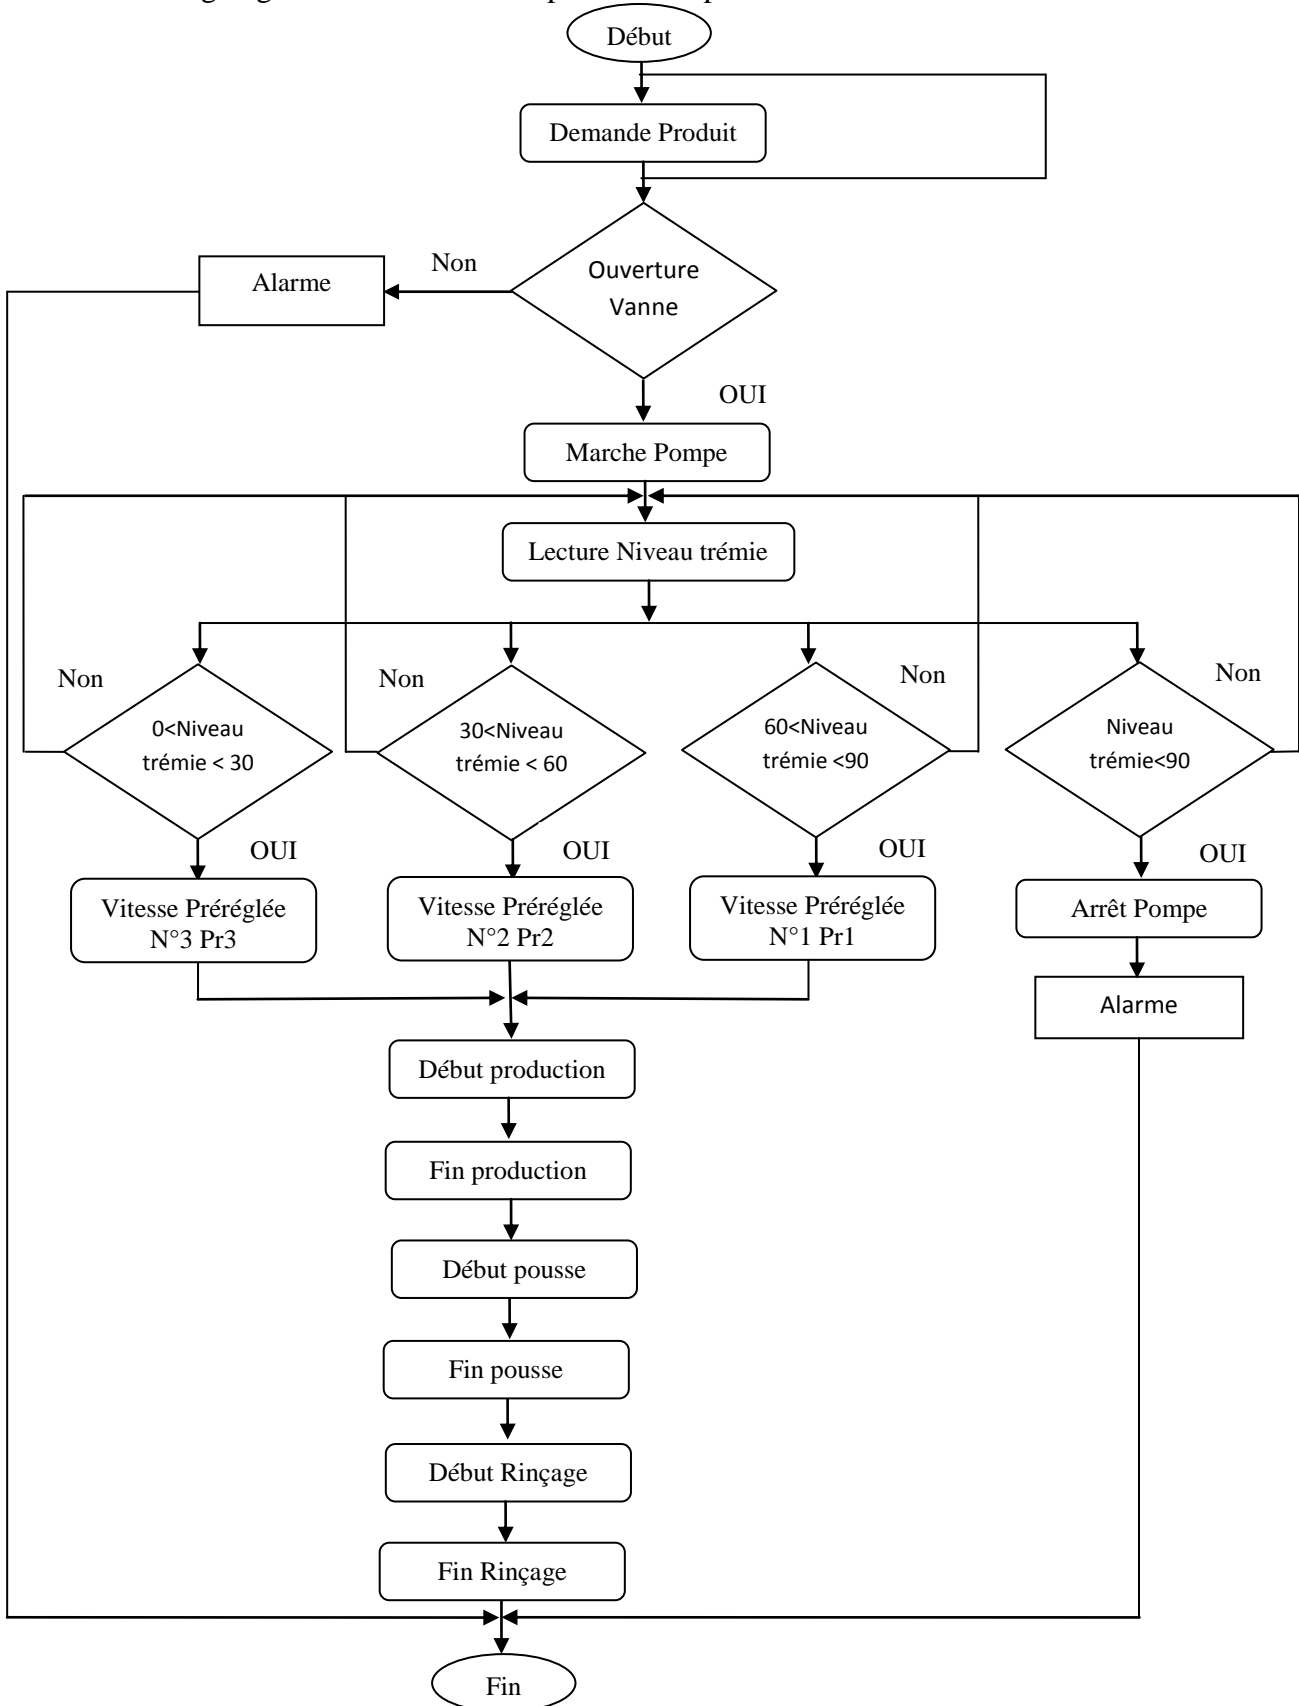 Début
Demande Produit
Non
Alarme
Ouverture
Vanne
OUI
Marche Pompe
Lecture Niveau trémie
Non
Non
Non
Non
0<Niveau
trémie < 30
30<Niveau
trémie < 60
60<Niveau
trémie <90
Niveau
trémie<90
OUI
OUI
OUI
OUI
Vitesse Préréglée
N°3 Pr3
Vitesse Préréglée
N°2 Pr2
Vitesse Préréglée
N°1 Pr1
Arrêt Pompe
Alarme
Début production
Fin production
Début pousse
Fin pousse
Début Rinçage
Fin Rinçage
Fin